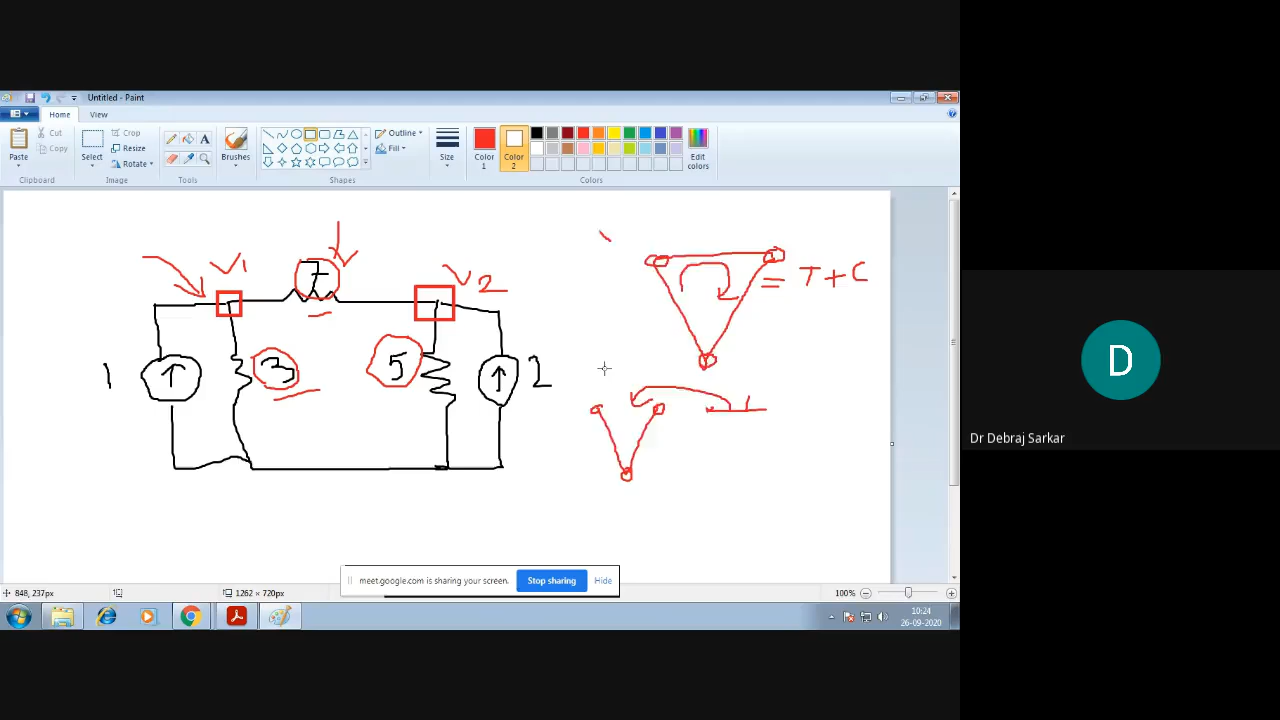 Untitled - Paint
Home
View
Paste
Cut
Copy
Clipboard
Select
Crop
Resize
Rotate
Image
A
Tools
Brushes
Outline
Fill
Shapes
Size
Color 1
Color 2
Edit colors
Colors
V1
7
V2
1
3
5
2
= T+C
1
meet.google.com is sharing your screen.
Stop sharing
Hide
848, 237px
1262 × 720px
100%
10:24
26-09-2020
D
Dr Debraj Sarkar